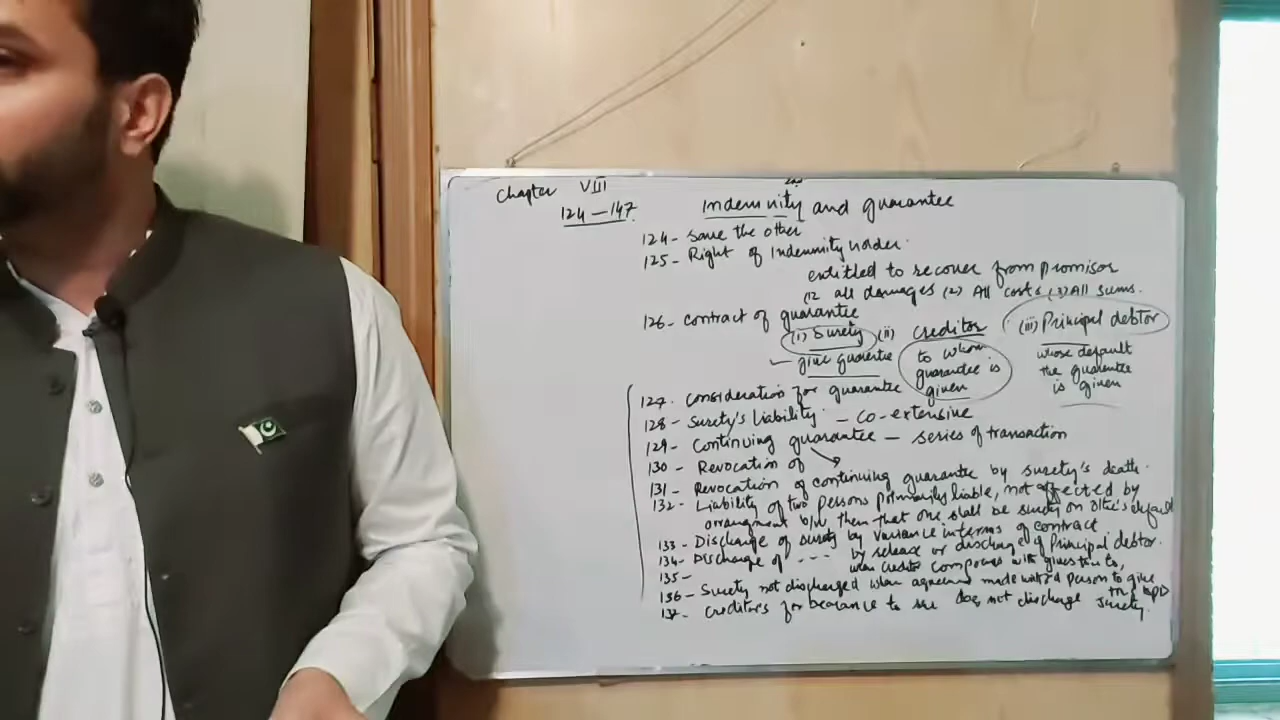 Chapter VIII
124 – 147
Indemnity and guarantee
124 - Save the other
125 - Right of Indemnity holder.
entitled to recover from promisor
(1) all damages (2) All costs (3) All sums.
126 - Contract of guarantee
(i) Surety (ii) Creditor (iii) Principal debtor
give guarantee
to whom guarantee is given
whose default the guarantee is given
127. Consideration for guarantee
128 - Surety's Liability - Co-extensive
129 - Continuing guarantee - series of transaction
130 - Revocation of
131 - Revocation of continuing guarantee by surety's death.
132 - Liability of two persons primarily liable, not affected by
arrangment b/w them that one shall be surety on other's default
133 - Discharge of surety by variance in terms of contract
134 - Discharge of - - - by release or discharge of Principal debtor.
135 - when creditor compounds with gives time to,
136 - Surety not discharged when agreement made with 3rd person to give
time to PD
137 - Creditor's forbearance to sue does not discharge surety.